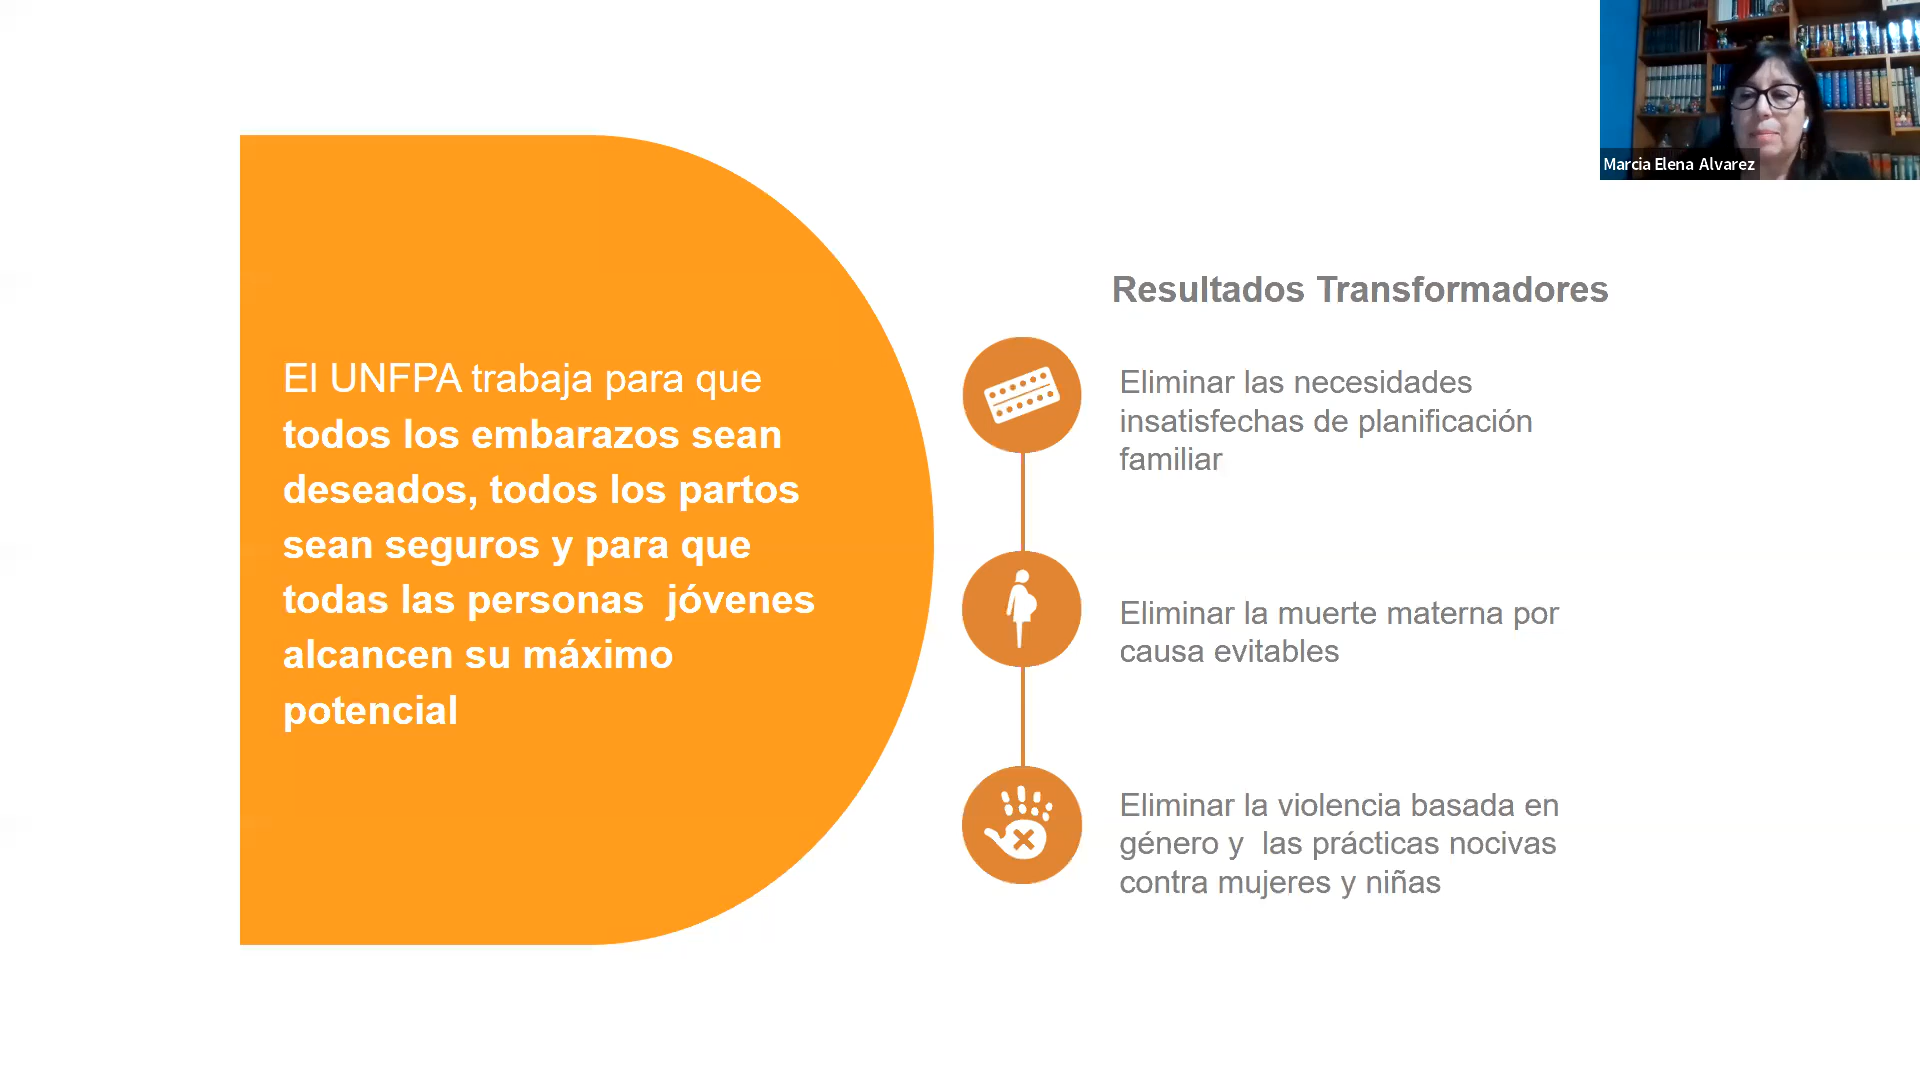 Marcia Elena Alvarez
El UNFPA trabaja para que
todos los embarazos sean
deseados, todos los partos
sean seguros y para que
todas las personas  jóvenes
alcancen su máximo
potencial
Resultados Transformadores
Eliminar las necesidades
insatisfechas de planificación
familiar
Eliminar la muerte materna por
causa evitables
Eliminar la violencia basada en
género y  las prácticas nocivas
contra mujeres y niñas